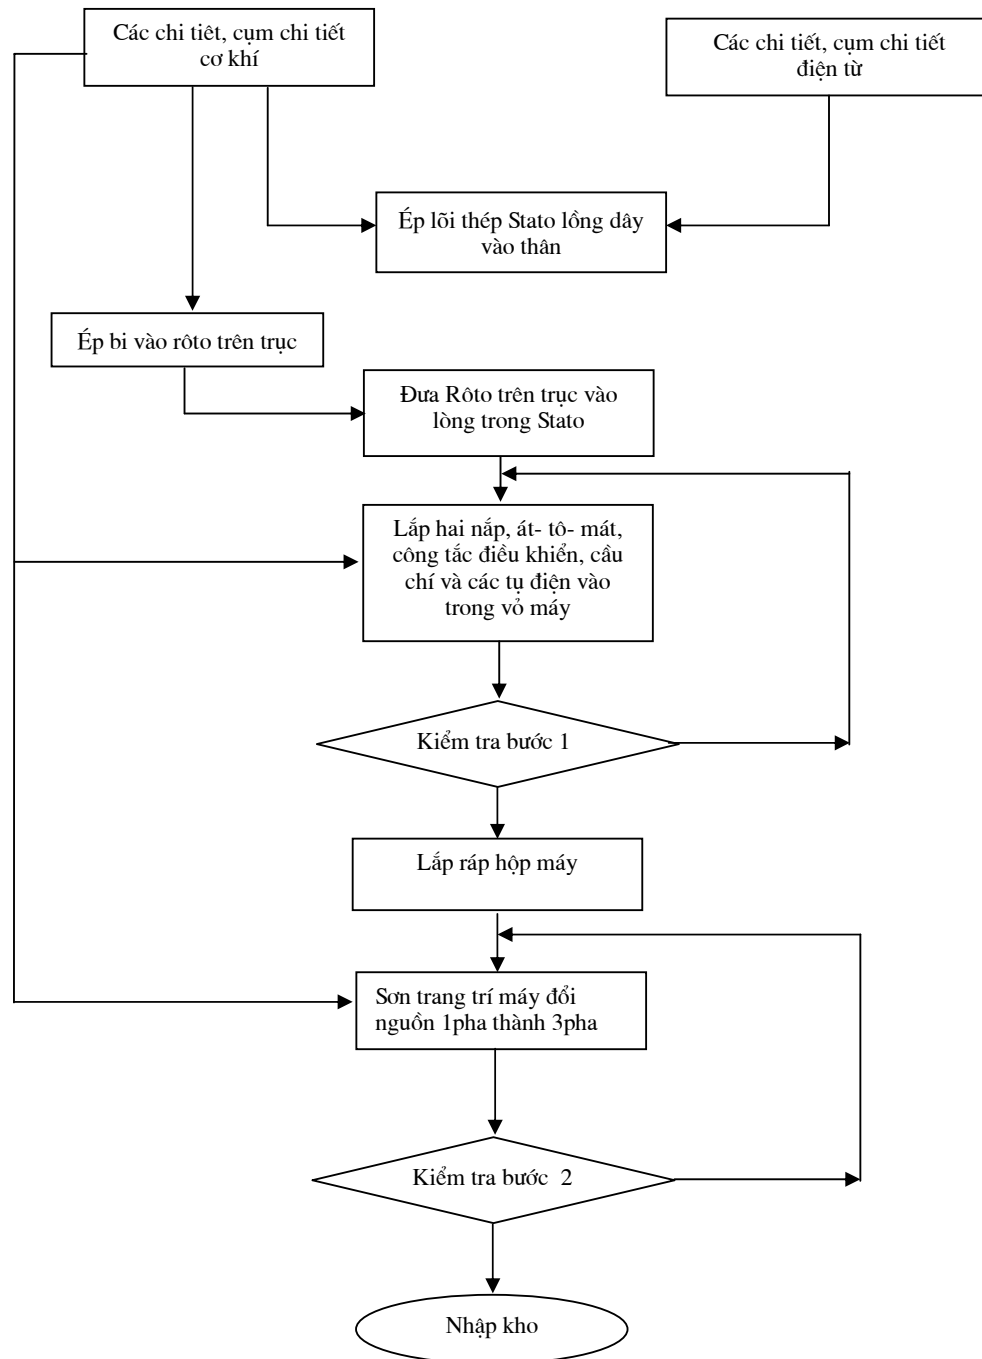 Các chi tiêt, cụm chi tiết
cơ khí
Các chi tiết, cụm chi tiết
điện từ
Ép lõi thép Stato lồng dây
vào thân
Ép bi vào rôto trên trục
Đưa Rôto trên trục vào
lòng trong Stato
Lắp hai nắp, át- tô- mát,
công tắc điều khiển, cầu
chí và các tụ điện vào
trong vỏ máy
Kiểm tra bước 1
Lắp ráp hộp máy
Sơn trang trí máy đổi
nguồn 1pha thành 3pha
Kiểm tra bước 2
Nhập kho